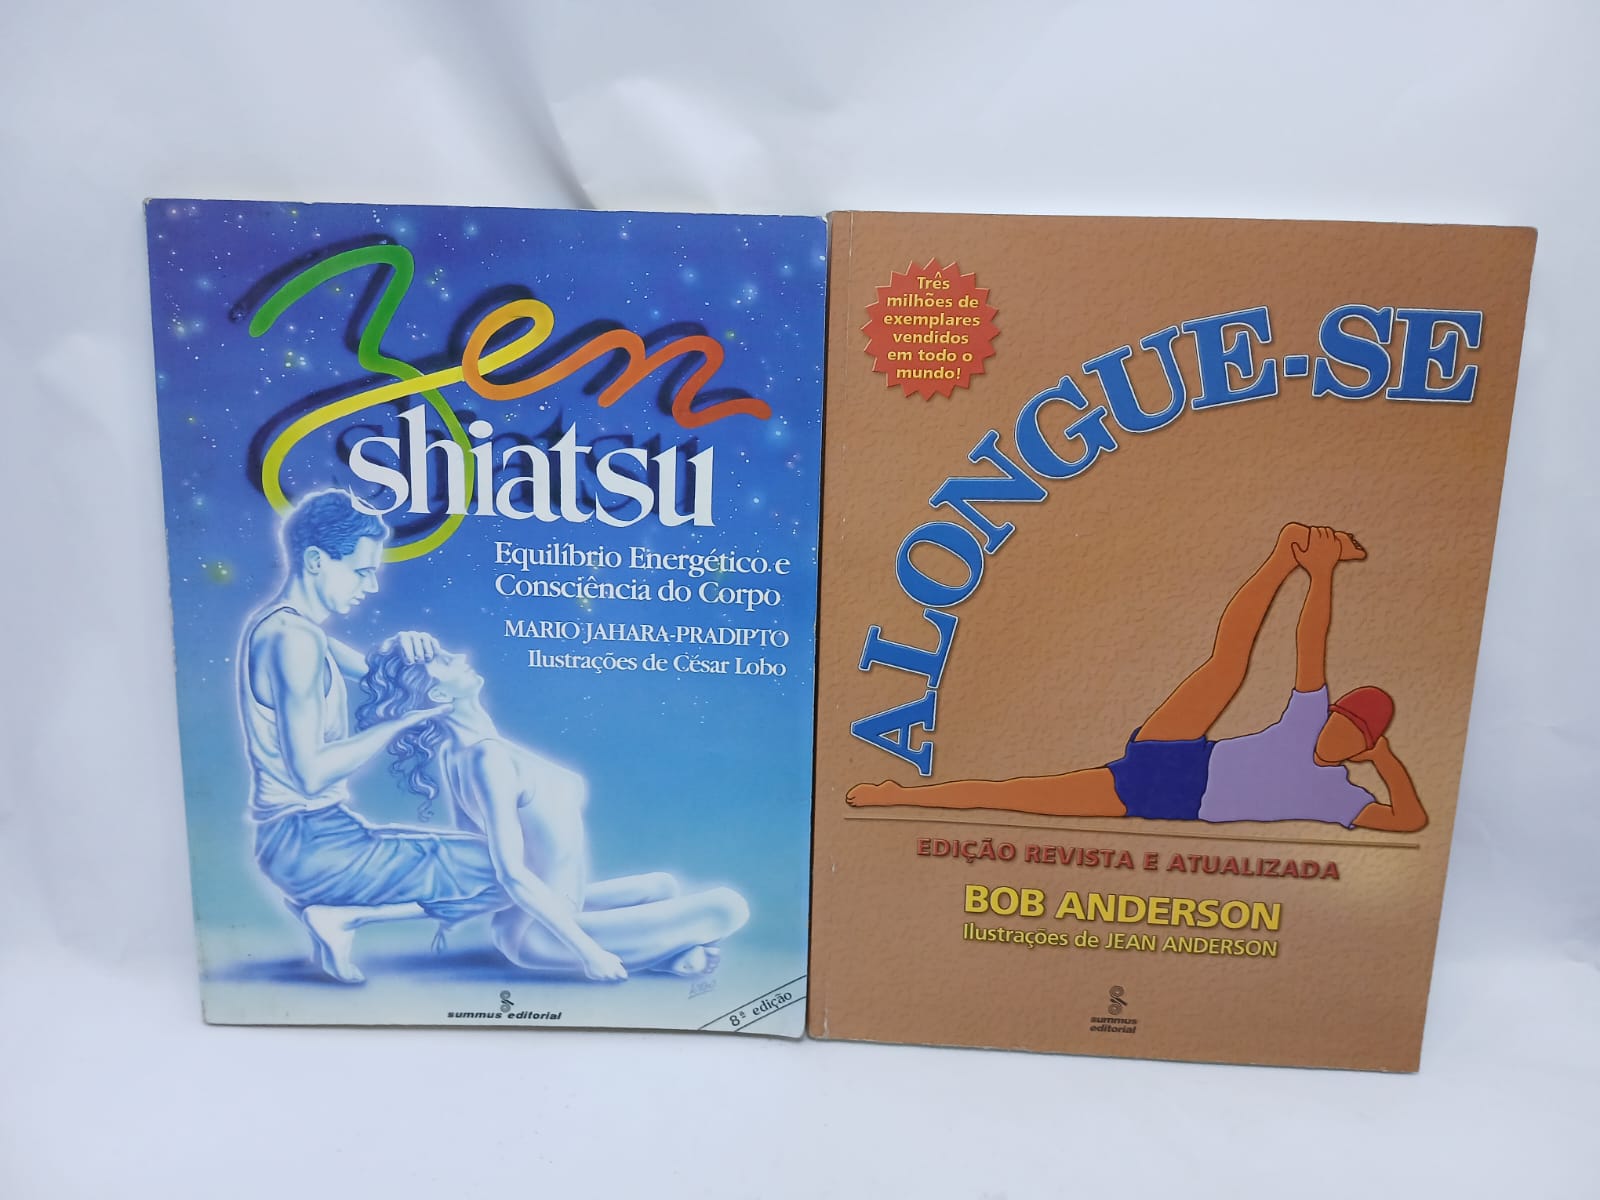 Zen
shiatsu
Equilíbrio Energético e
Consciência do Corpo
MARIO JAHARA-PRADIPTO
Ilustrações de César Lobo
summus editorial
8ª edição
Três
milhões de
exemplares
vendidos
em todo o
mundo!
ALONGUE-SE
EDIÇÃO REVISTA E ATUALIZADA
BOB ANDERSON
Ilustrações de JEAN ANDERSON
summus
editorial